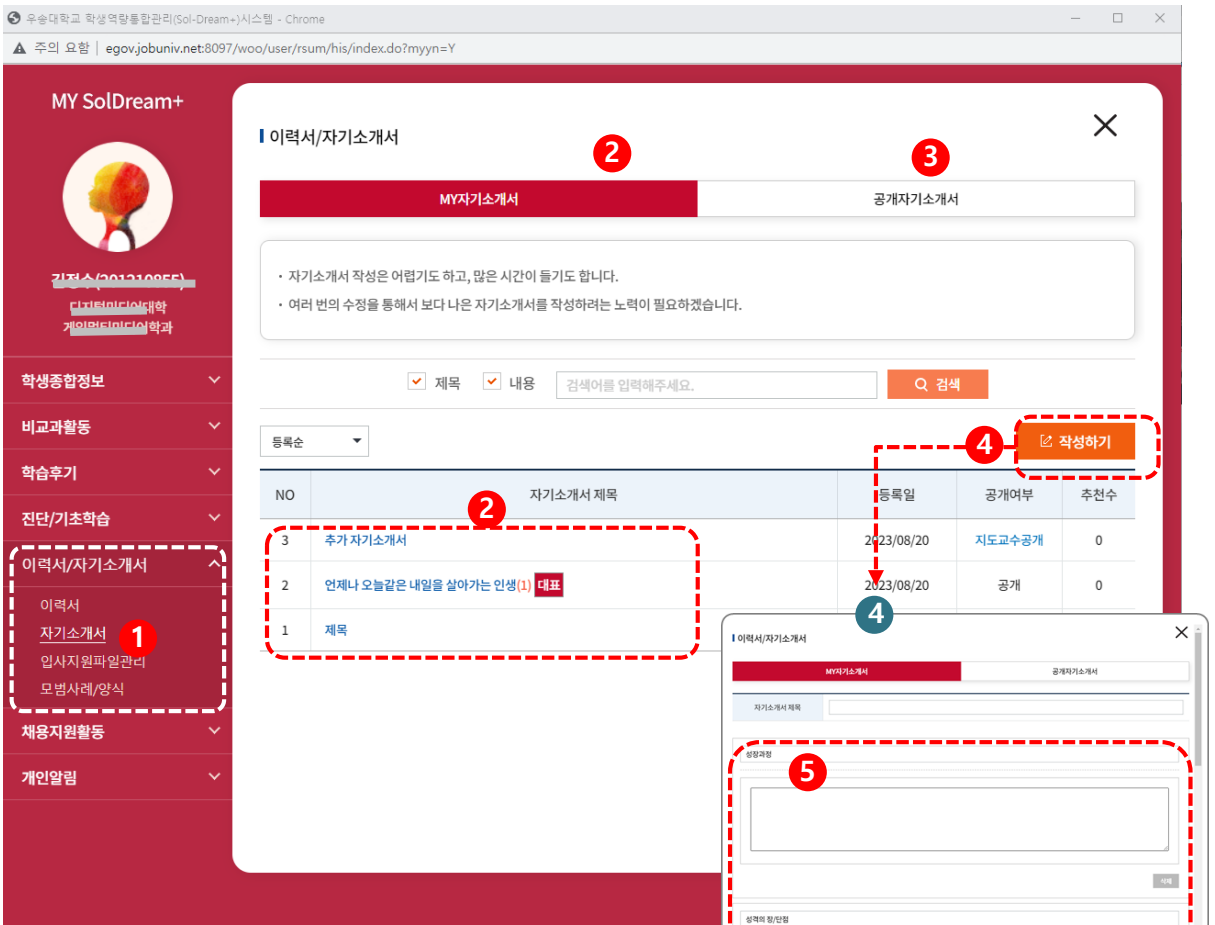 우송대학교 학생역량통합관리(Sol-Dream+)시스템 - Chrome
주의 요함 | egov.jobuniv.net:8097/woo/user/rsum/his/index.do?myyn=Y
MY SolDream+
대학
학과
학생종합정보
비교과활동
학습후기
진단/기초학습
이력서/자기소개서
이력서
자기소개서
1
입사지원파일관리
모범사례/양식
채용지원활동
개인알림
이력서/자기소개서
2
3
MY자기소개서
공개자기소개서
· 자기소개서 작성은 어렵기도 하고, 많은 시간이 들기도 합니다.
· 여러 번의 수정을 통해서 보다 나은 자기소개서를 작성하려는 노력이 필요하겠습니다.
제목 내용 검색어를 입력해주세요. 검색
등록순
4
작성하기
NO 자기소개서 제목 등록일 공개여부 추천수
2
3 추가 자기소개서 2023/08/20 지도교수공개 0
2 언제나 오늘같은 내일을 살아가는 인생(1) 대표 2023/08/20 공개 0
1 제목
4
이력서/자기소개서
MY자기소개서 공개자기소개서
자기소개서 제목
성장과정
5
삭제
성격의 장/단점